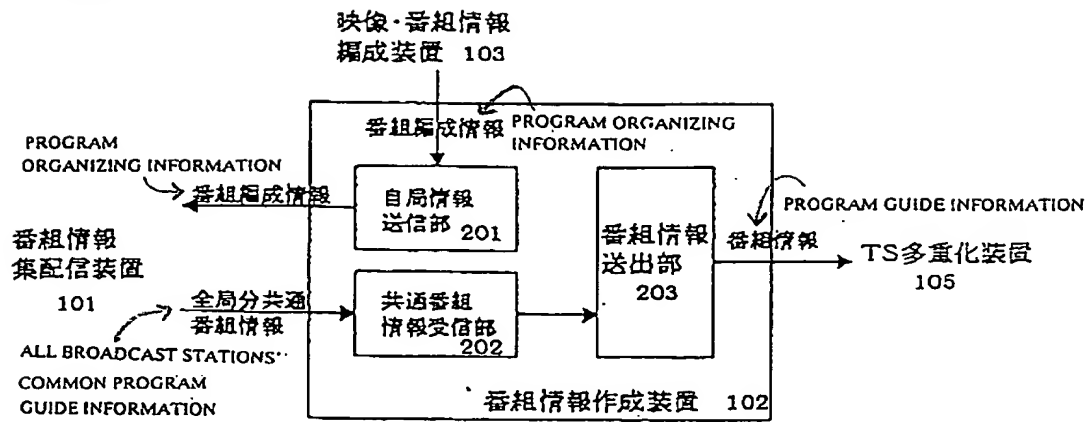 映像・番組情報
編成装置 103
番組編成情報
PROGRAM ORGANIZING
INFORMATION
PROGRAM
ORGANIZING INFORMATION
番組編成情報
自局情報
送信部 201
番組情報
集配信装置
101
全局分共通
番組情報
共通番組
情報受信部
202
番組情報
送出部
203
PROGRAM GUIDE INFORMATION
番組情報
TS多重化装置
105
ALL BROADCAST STATIONS''
COMMON PROGRAM
GUIDE INFORMATION
番組情報作成装置 102